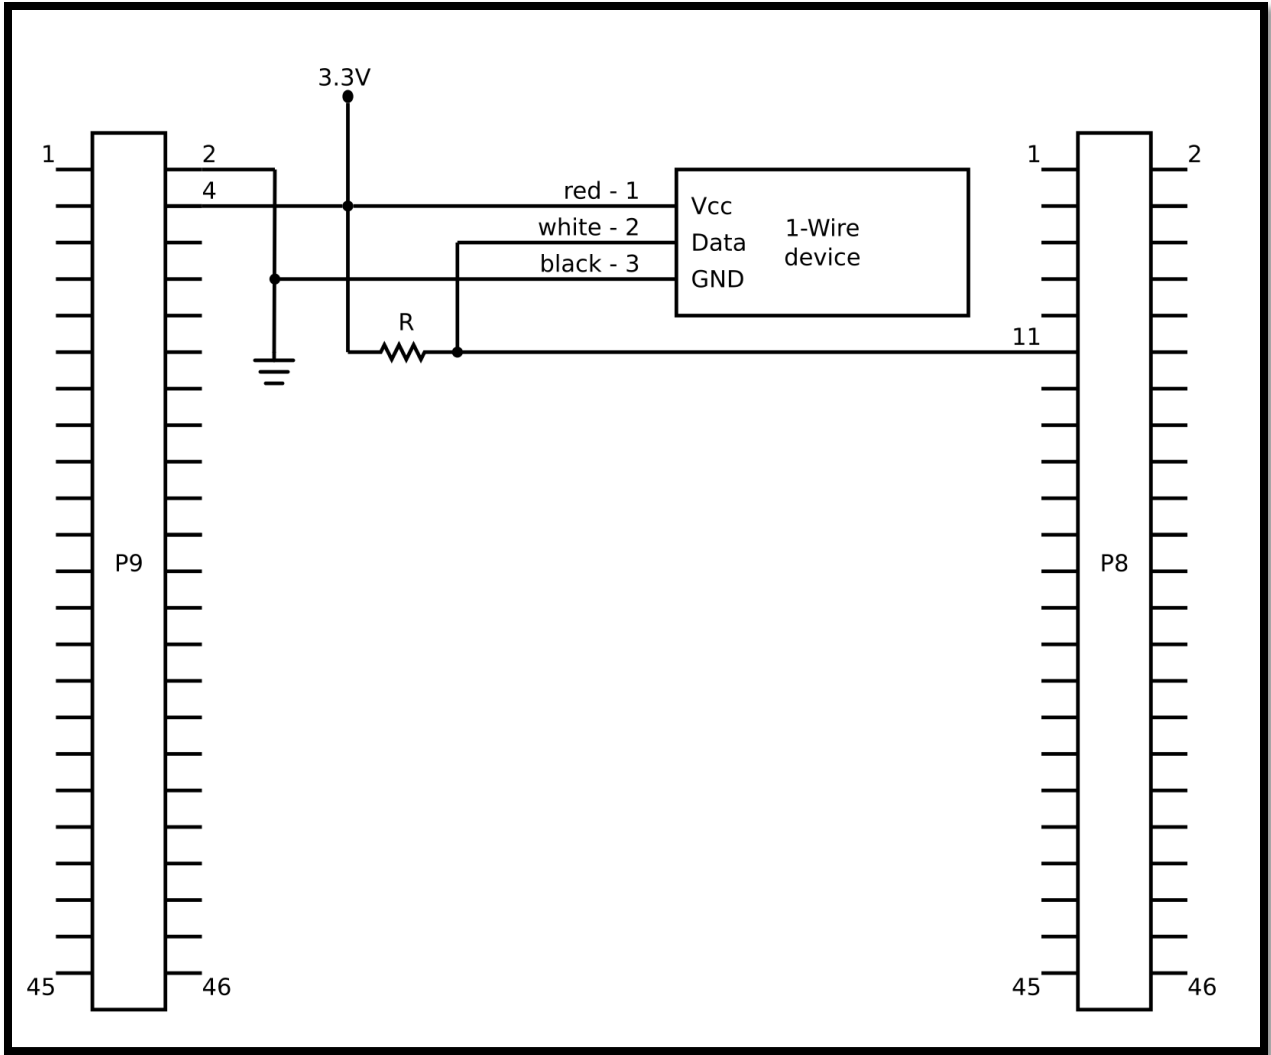 3.3V
1
2
4
red - 1
white - 2
black - 3
Vcc
Data
GND
1-Wire
device
R
11
1
2
P9
P8
45
46
45
46